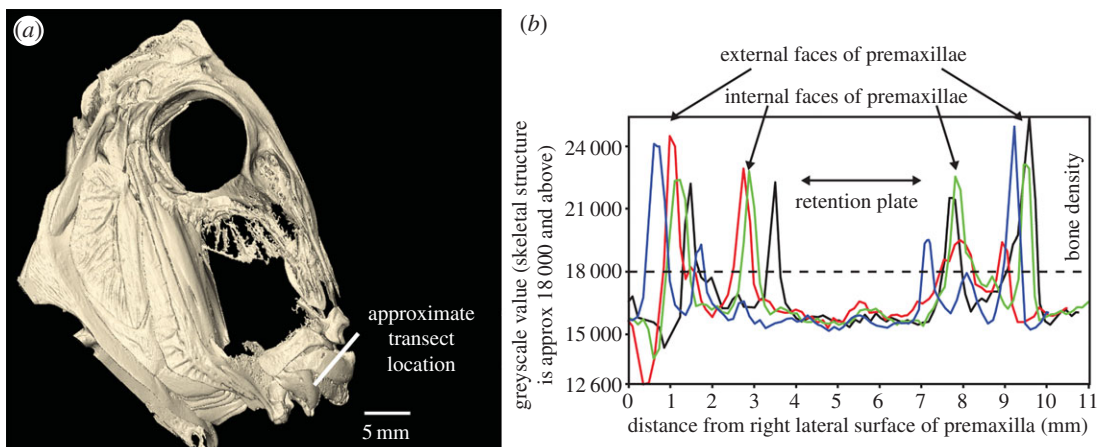 (a)
approximate
transect
location
5 mm
(b)
external faces of premaxillae
internal faces of premaxillae
greyscale value (skeletal structure
is approx 18 000 and above)
24 000
21 000
18 000
15 000
12 600
retention plate
bone density
0 1 2 3 4 5 6 7 8 9 10 11
distance from right lateral surface of premaxilla (mm)